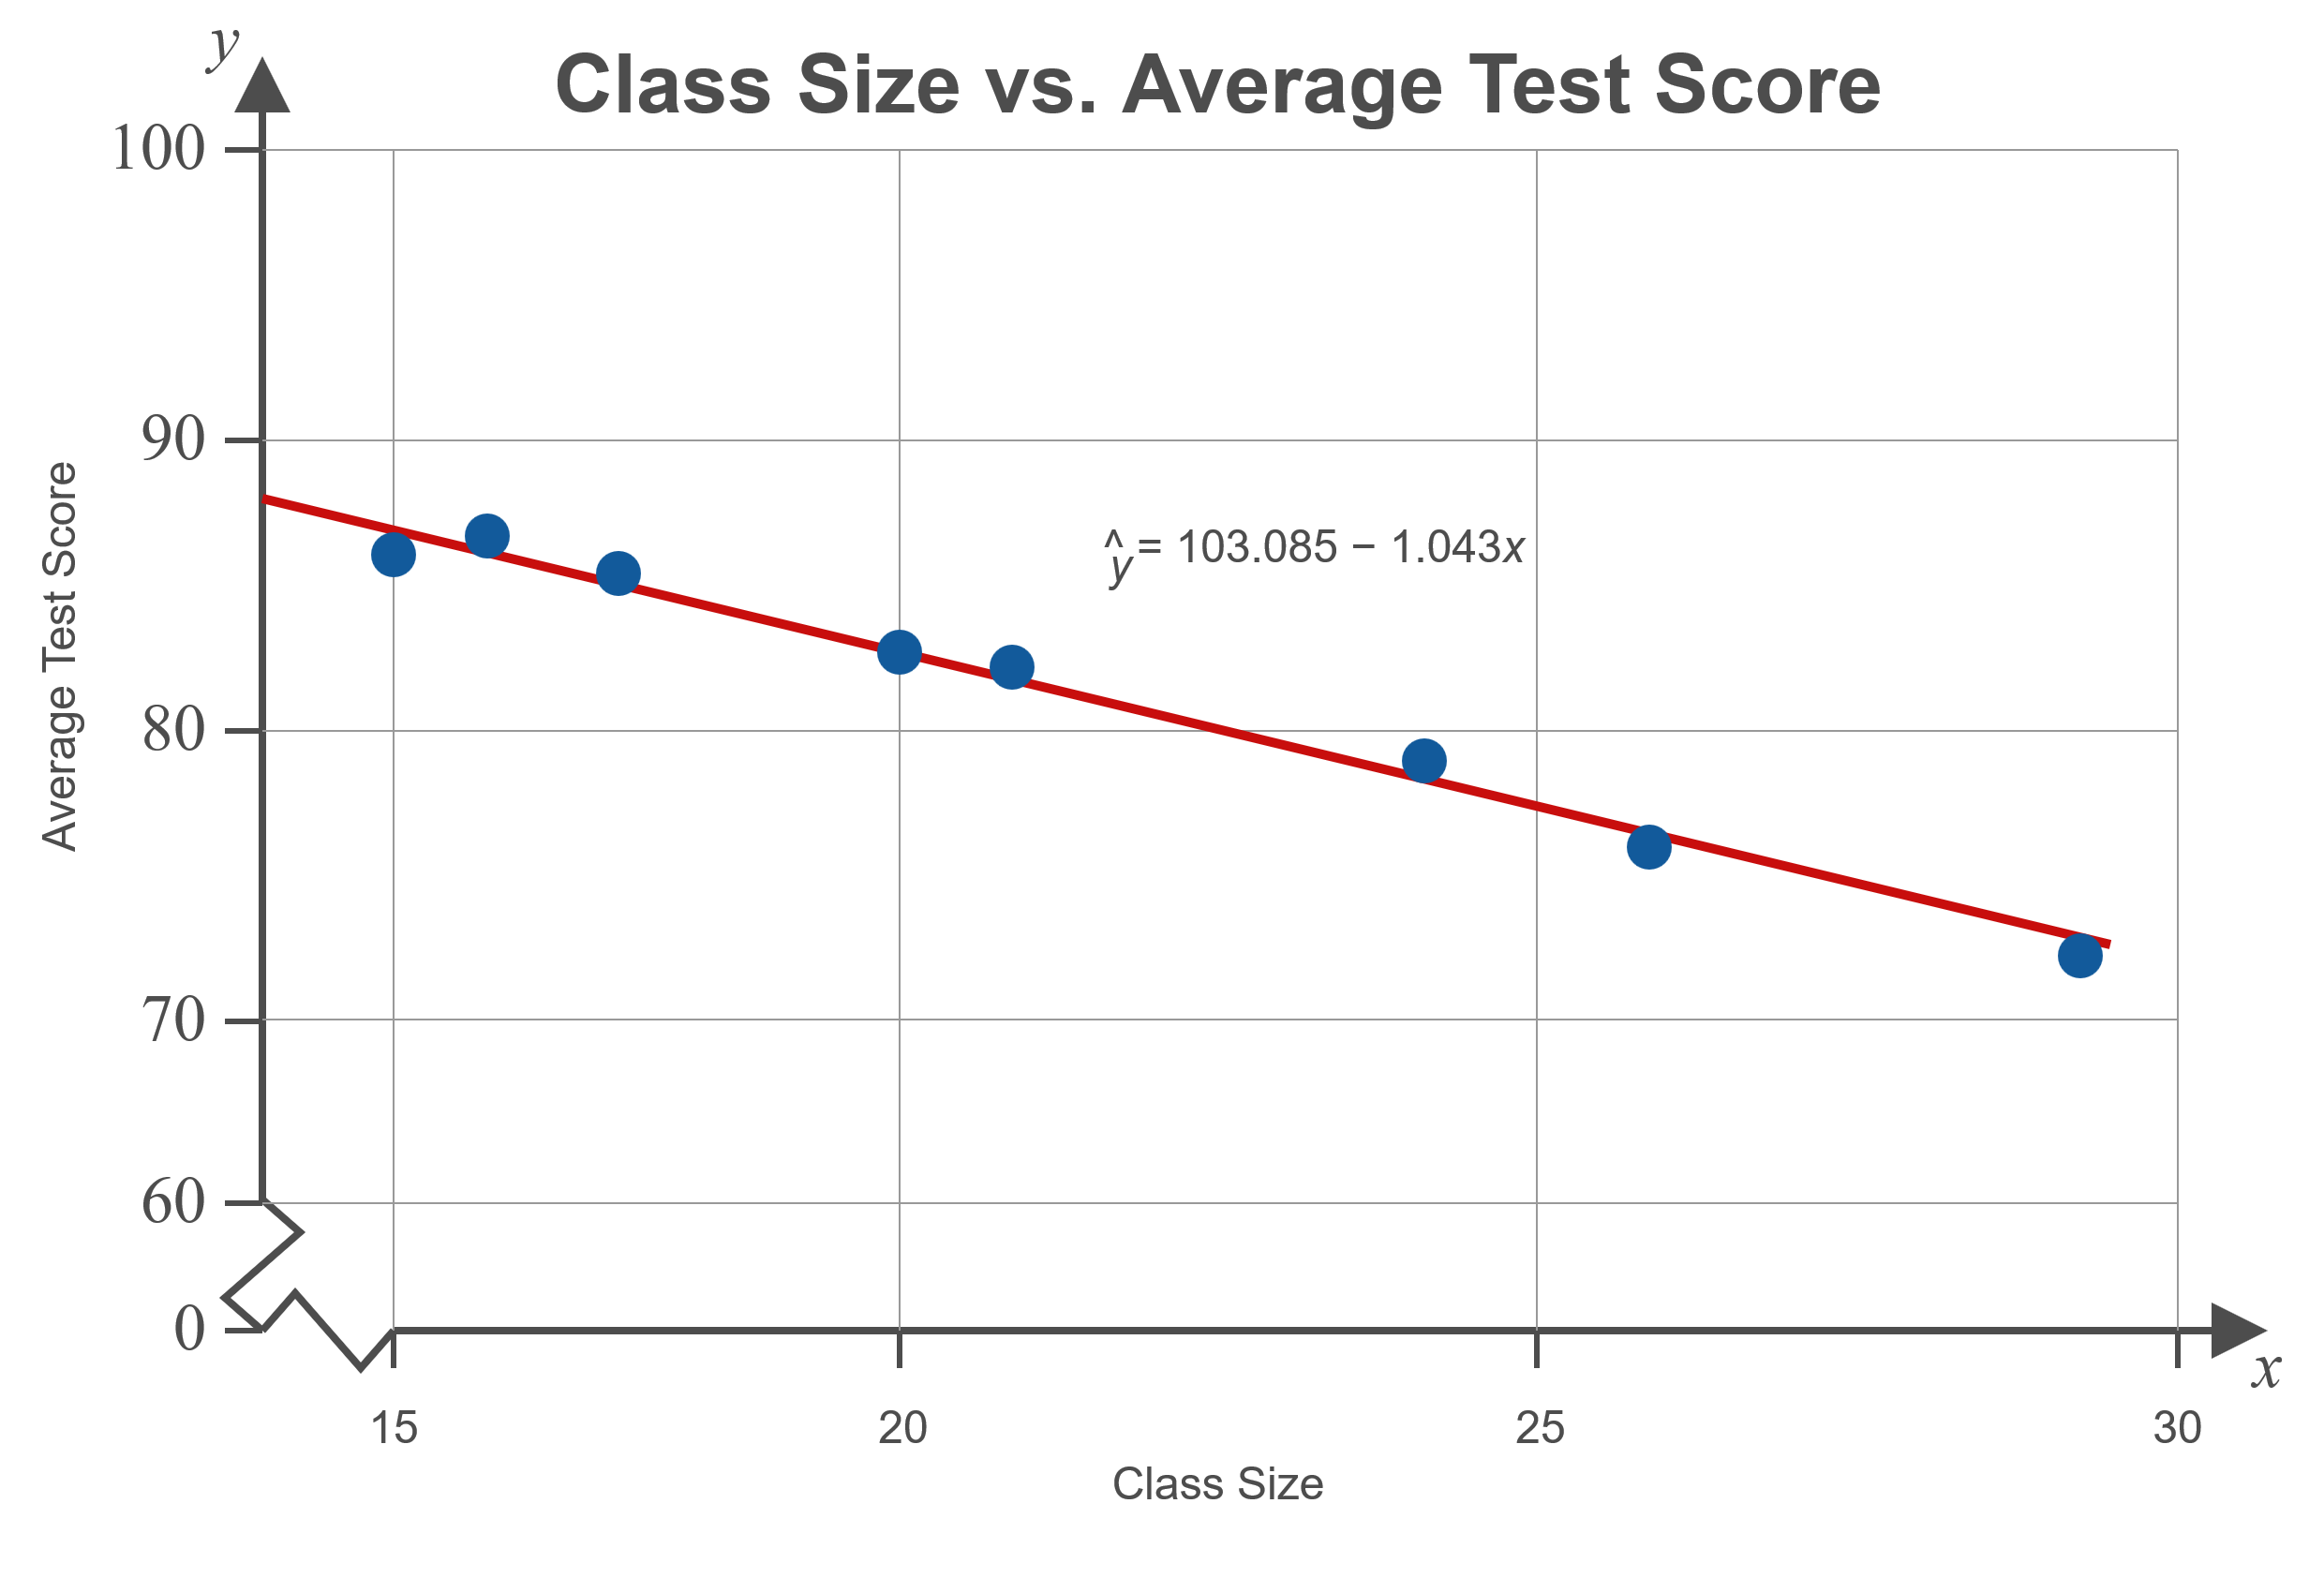 y
Class Size vs. Average Test Score
100
90
80
70
60
0
Average Test Score
ŷ = 103.085 − 1.043x
15 20 25 30
x
Class Size